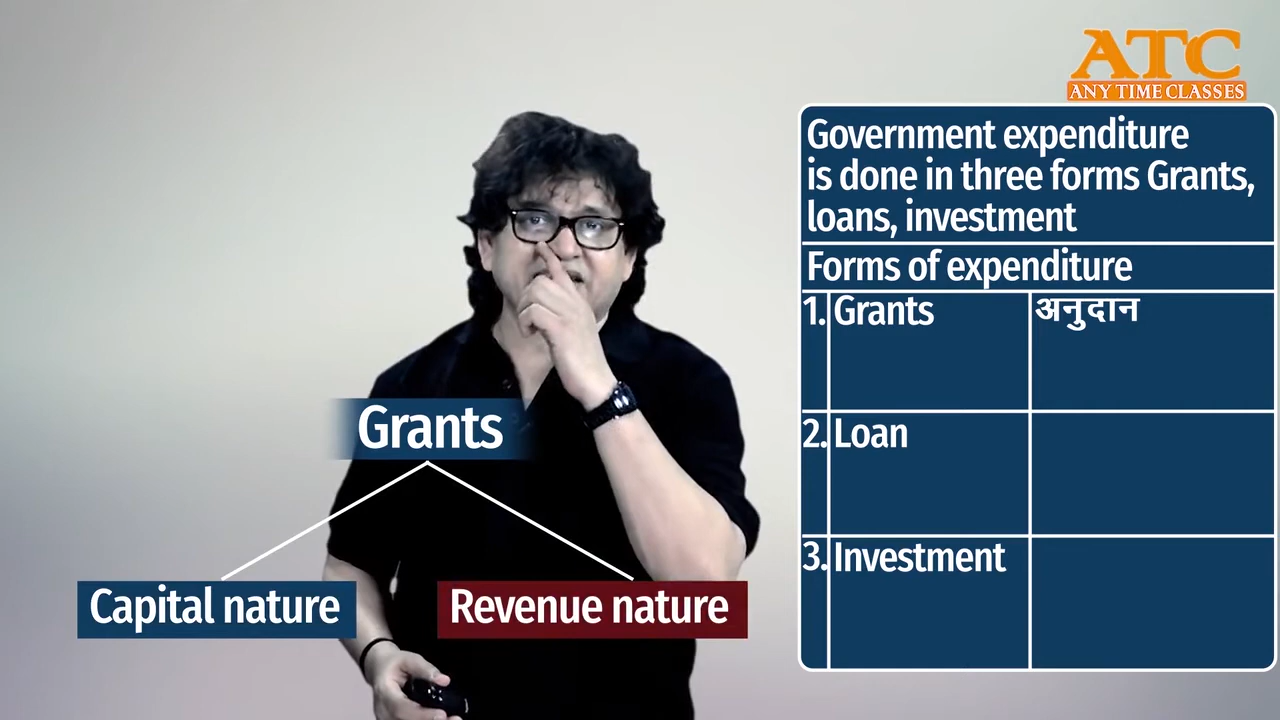 ATC
ANY TIME CLASSES
Government expenditure
is done in three forms Grants,
loans, investment
Forms of expenditure
1. Grants अनुदान
2. Loan
3. Investment
Grants
Capital nature
Revenue nature